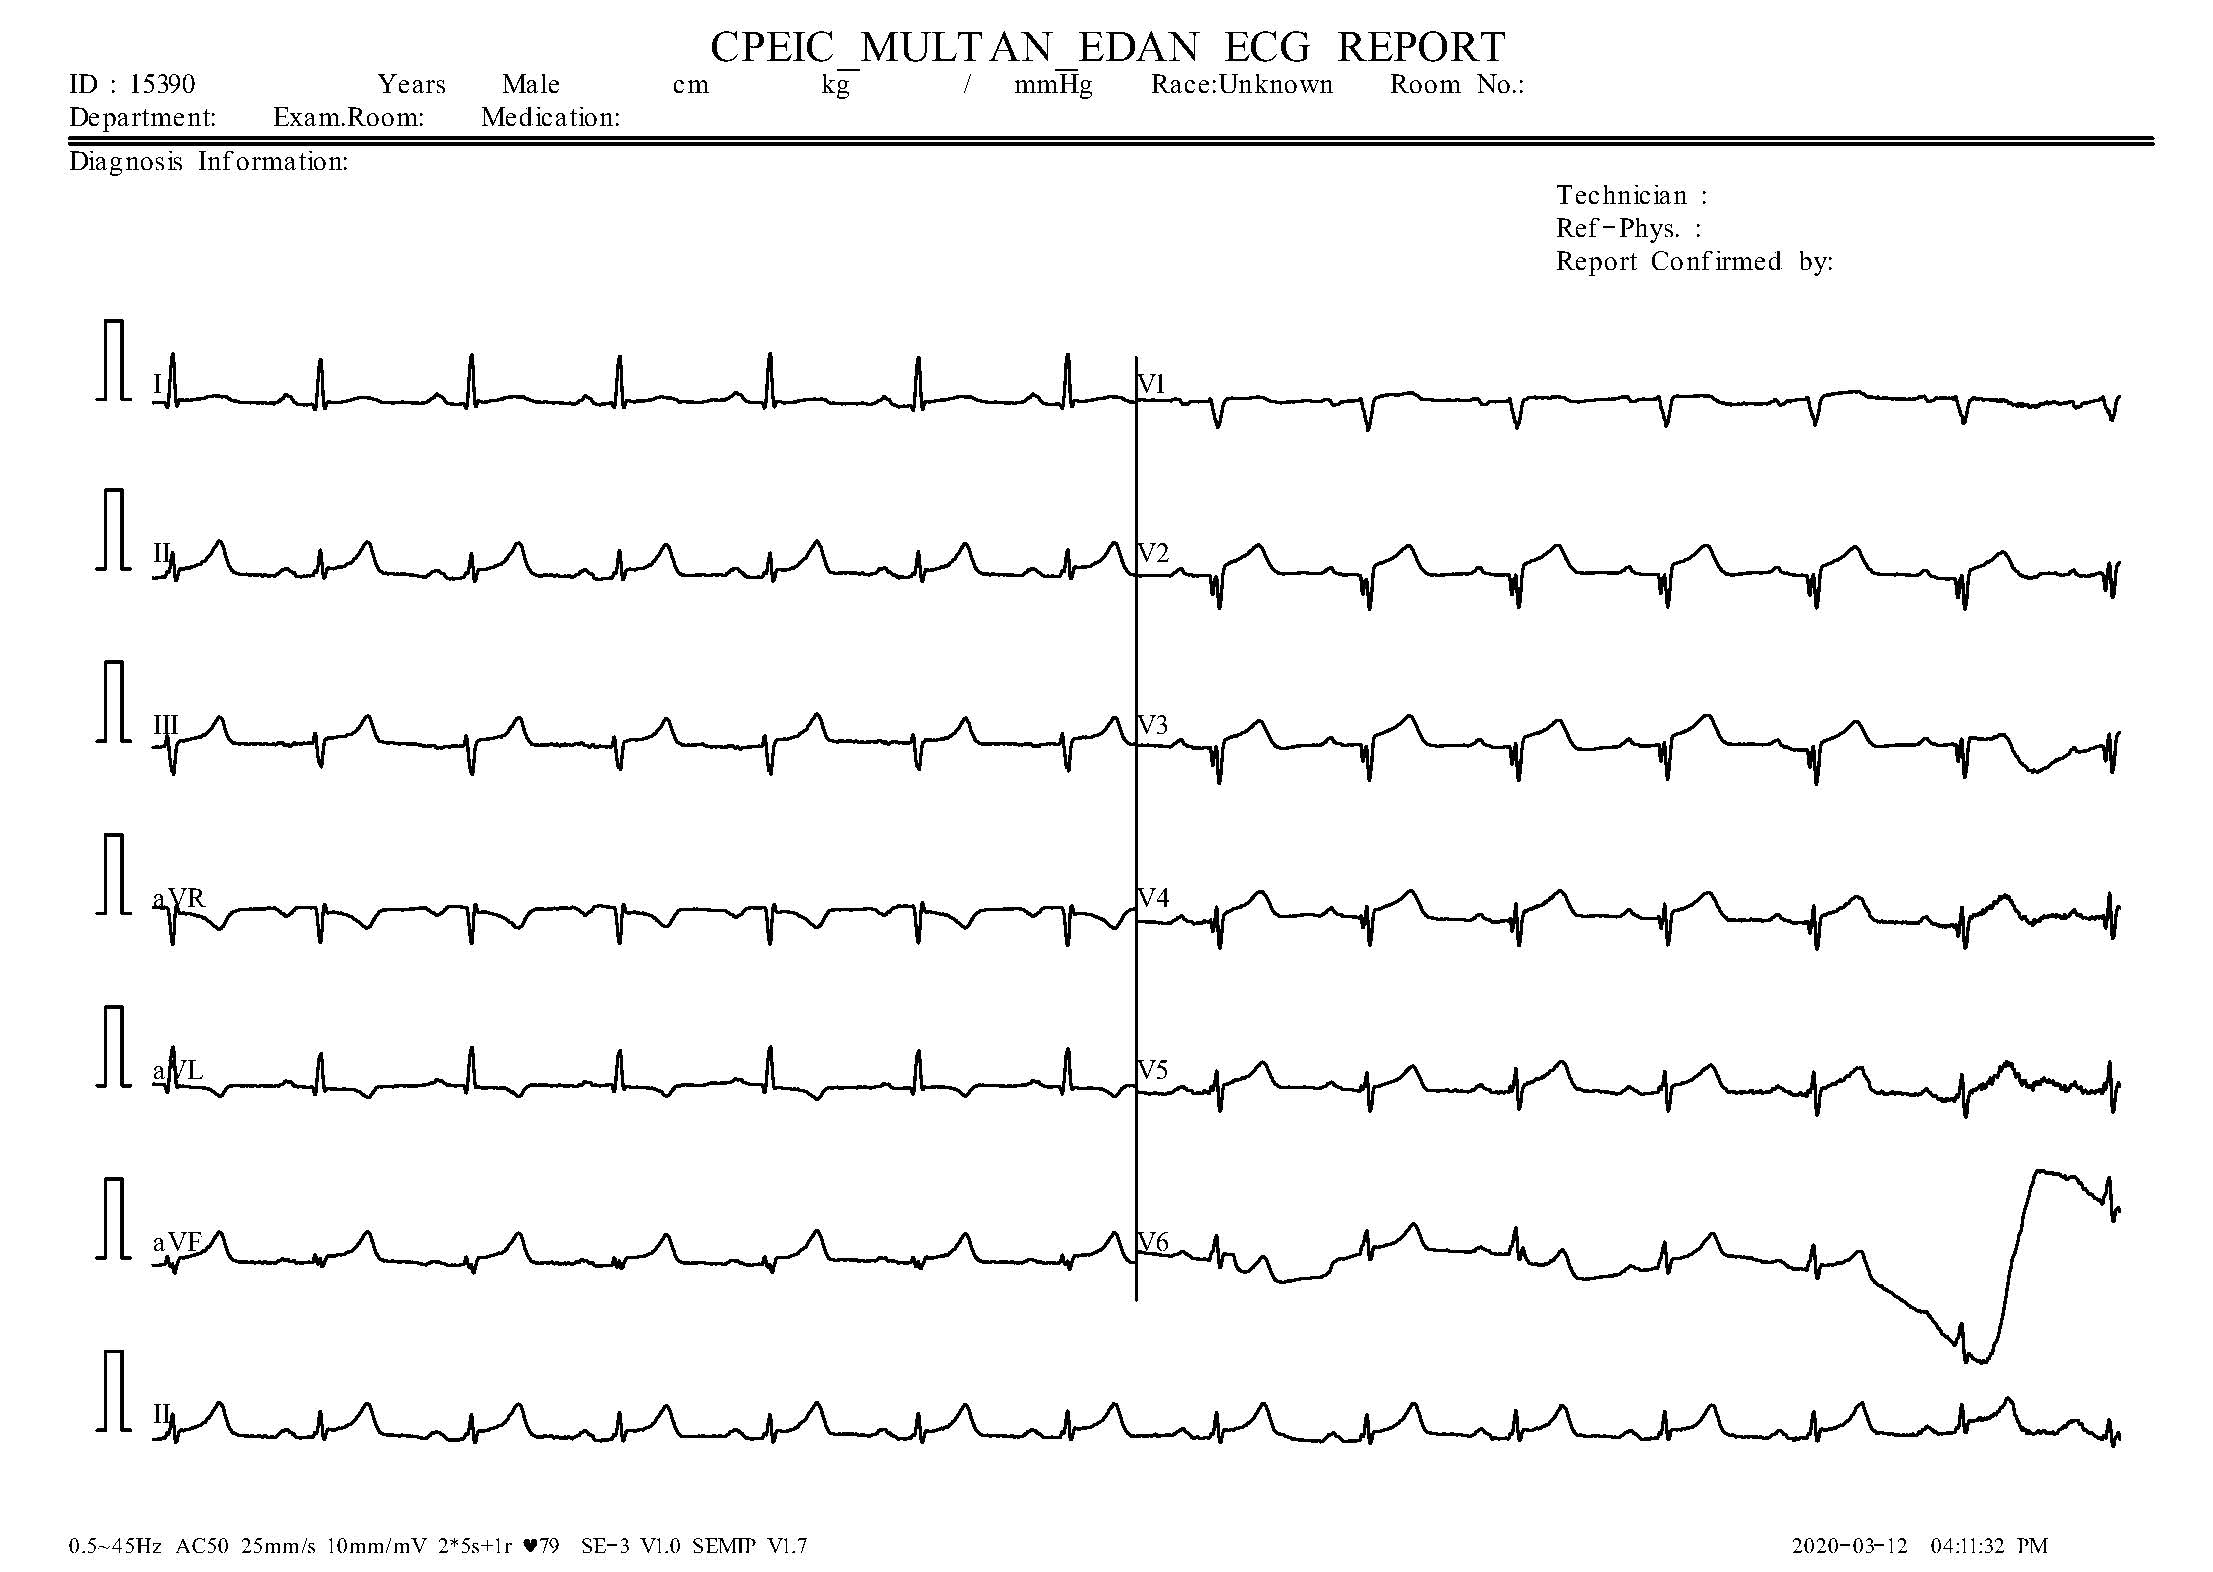 CPEIC_MULTAN_EDAN ECG REPORT
ID : 15390 Years Male cm kg / mmHg Race:Unknown Room No.:
Department: Exam.Room: Medication:
Diagnosis Information:
Technician :
Ref-Phys. :
Report Confirmed by:
I V1
II V2
III V3
aVR V4
aVL V5
aVF V6
II
0.5~45Hz AC50 25mm/s 10mm/mV 2*5s+1r ♥79 SE-3 V1.0 SEMIP V1.7 2020-03-12 04:11:32 PM